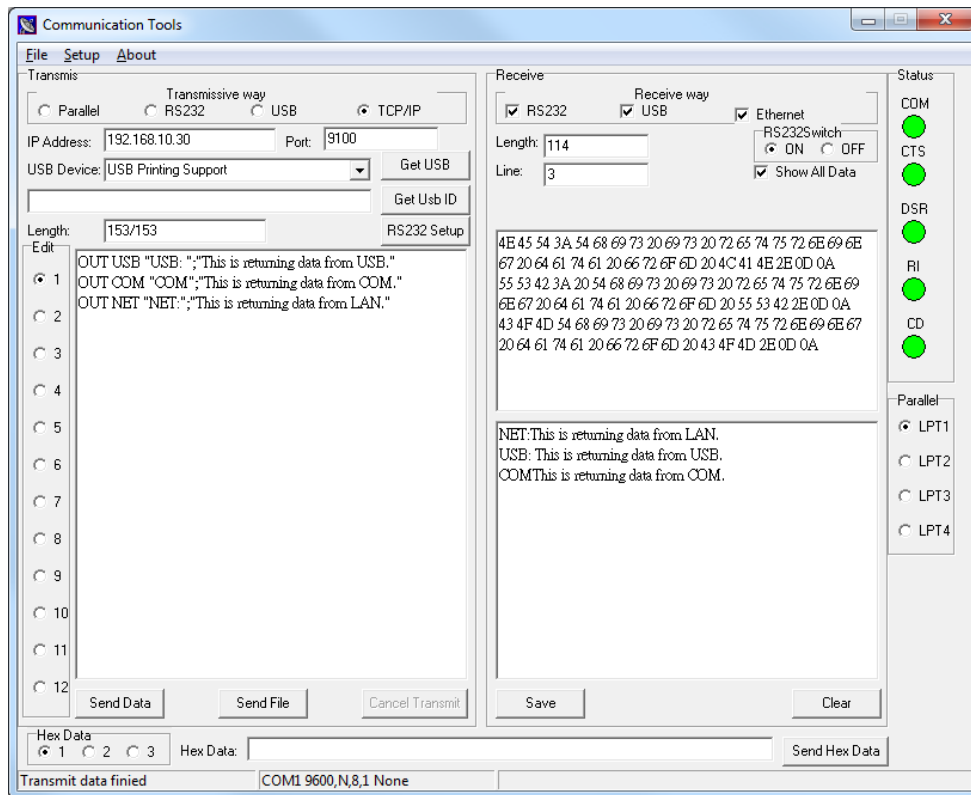 Communication Tools
File Setup About
Transmis
Transmissive way
Parallel RS232 USB TCP/IP
IP Address: 192.168.10.30 Port: 9100
USB Device: USB Printing Support Get USB
Get Usb ID
Length: 153/153 RS232 Setup
Edit
1
2
3
4
5
6
7
8
9
10
11
12
OUT USB "USB: ";"This is returning data from USB."
OUT COM "COM";"This is returning data from COM."
OUT NET "NET:";"This is returning data from LAN."
Send Data Send File Cancel Transmit
Receive
Receive way
RS232 USB Ethernet
Length: 114
Line: 3
RS232Switch
ON OFF
Show All Data
4E 45 54 3A 54 68 69 73 20 69 73 20 72 65 74 75 72 6E 69 6E
67 20 64 61 74 61 20 66 72 6F 6D 20 4C 41 4E 2E 0D 0A
55 53 42 3A 20 54 68 69 73 20 69 73 20 72 65 74 75 72 6E 69
6E 67 20 64 61 74 61 20 66 72 6F 6D 20 55 53 42 2E 0D 0A
43 4F 4D 54 68 69 73 20 69 73 20 72 65 74 75 72 6E 69 6E 67
20 64 61 74 61 20 66 72 6F 6D 20 43 4F 4D 2E 0D 0A
NET:This is returning data from LAN.
USB: This is returning data from USB.
COMThis is returning data from COM.
Save Clear
Status
COM
CTS
DSR
RI
CD
Parallel
LPT1
LPT2
LPT3
LPT4
Hex Data
1 2 3 Hex Data: Send Hex Data
Transmit data finied COM1 9600,N,8,1 None